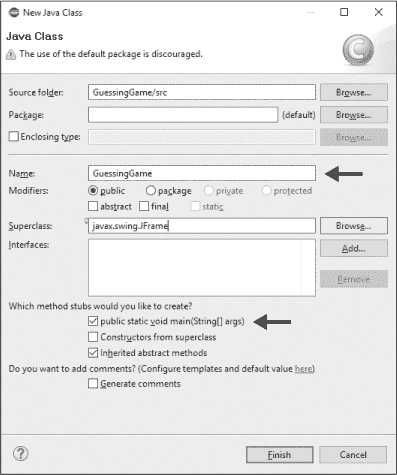 New Java Class
Java Class
The use of the default package is discouraged.
Source folder: GuessingGame/src Browse...
Package: (default) Browse...
Enclosing type: Browse...
Name: GuessingGame
Modifiers: public package private protected
abstract final static
Superclass: javax.swing.JFrame Browse...
Interfaces: Add...
Remove
Which method stubs would you like to create?
public static void main(String[] args)
Constructors from superclass
Inherited abstract methods
Do you want to add comments? (Configure templates and default value here)
Generate comments
? Finish Cancel